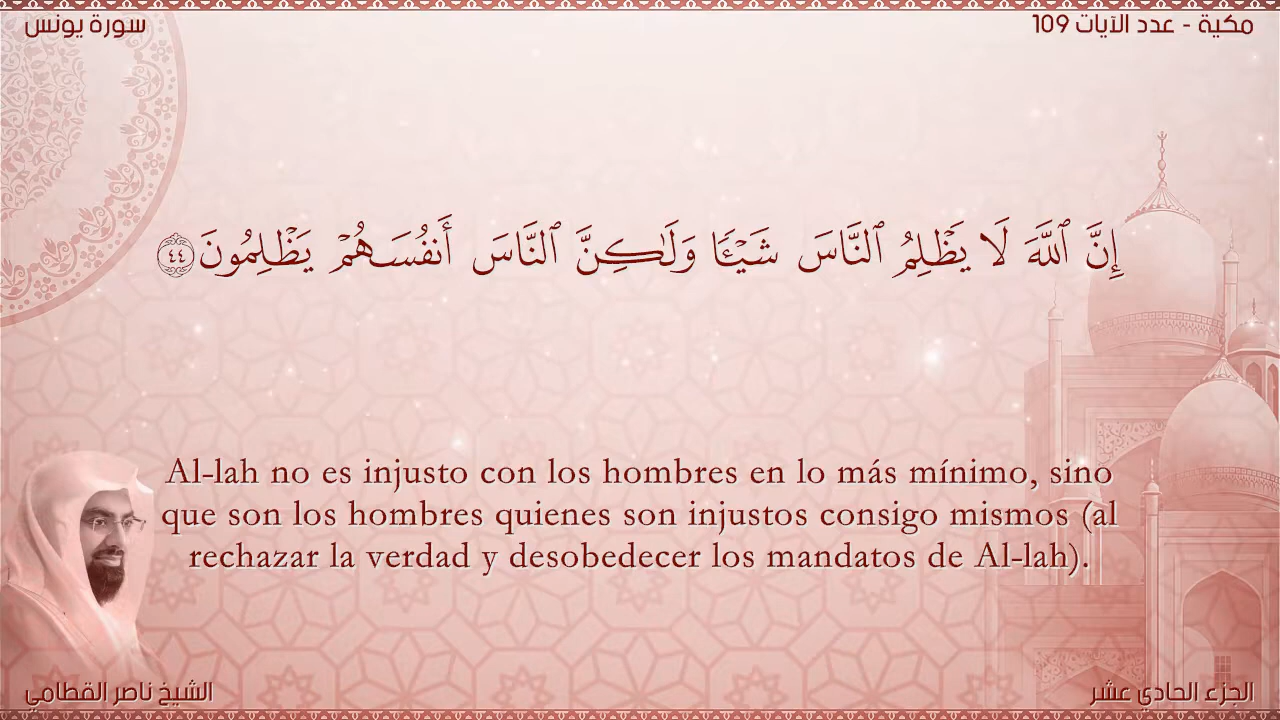 مكية - عدد الآيات 109
سورة يونس
إِنَّ ٱللَّهَ لَا يَظْلِمُ ٱلنَّاسَ شَيْـًٔا وَلَـٰكِنَّ ٱلنَّاسَ أَنفُسَهُمْ يَظْلِمُونَ ٤٤
Al-lah no es injusto con los hombres en lo más mínimo, sino
que son los hombres quienes son injustos consigo mismos (al
rechazar la verdad y desobedecer los mandatos de Al-lah).
الجزء الحادي عشر
الشيخ ناصر القطامي